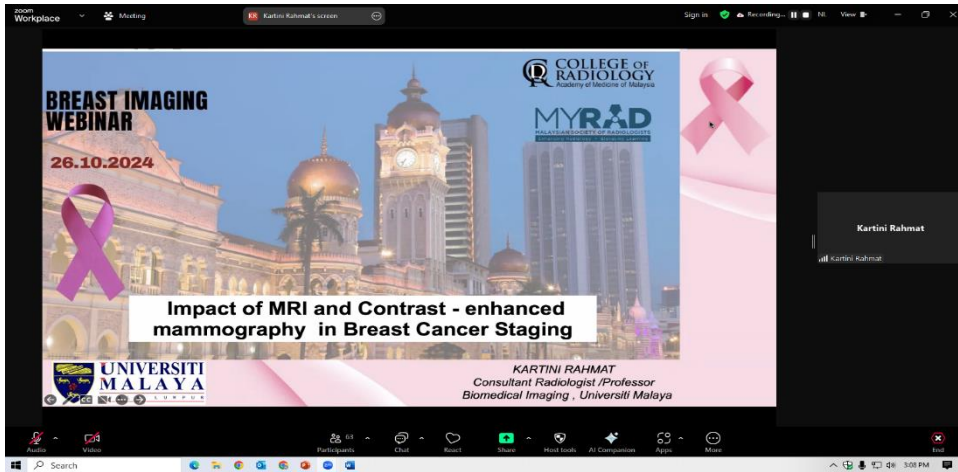 zoom
Workplace
Meeting
KR Kartini Rahmat's screen
Sign in
Recording...
View
BREAST IMAGING
WEBINAR
26.10.2024
COLLEGE OF
RADIOLOGY
Academy of Medicine of Malaysia
MYRAD
MALAYSIAN SOCIETY OF RADIOLOGISTS
Impact of MRI and Contrast - enhanced
mammography in Breast Cancer Staging
UNIVERSITI
MALAYA
KARTINI RAHMAT
Consultant Radiologist /Professor
Biomedical Imaging , Universiti Malaya
Kartini Rahmat
Kartini Rahmat
Audio
Video
63
Participants
Chat
React
Share
Host tools
AI Companion
Apps
More
End
Search
3:08 PM